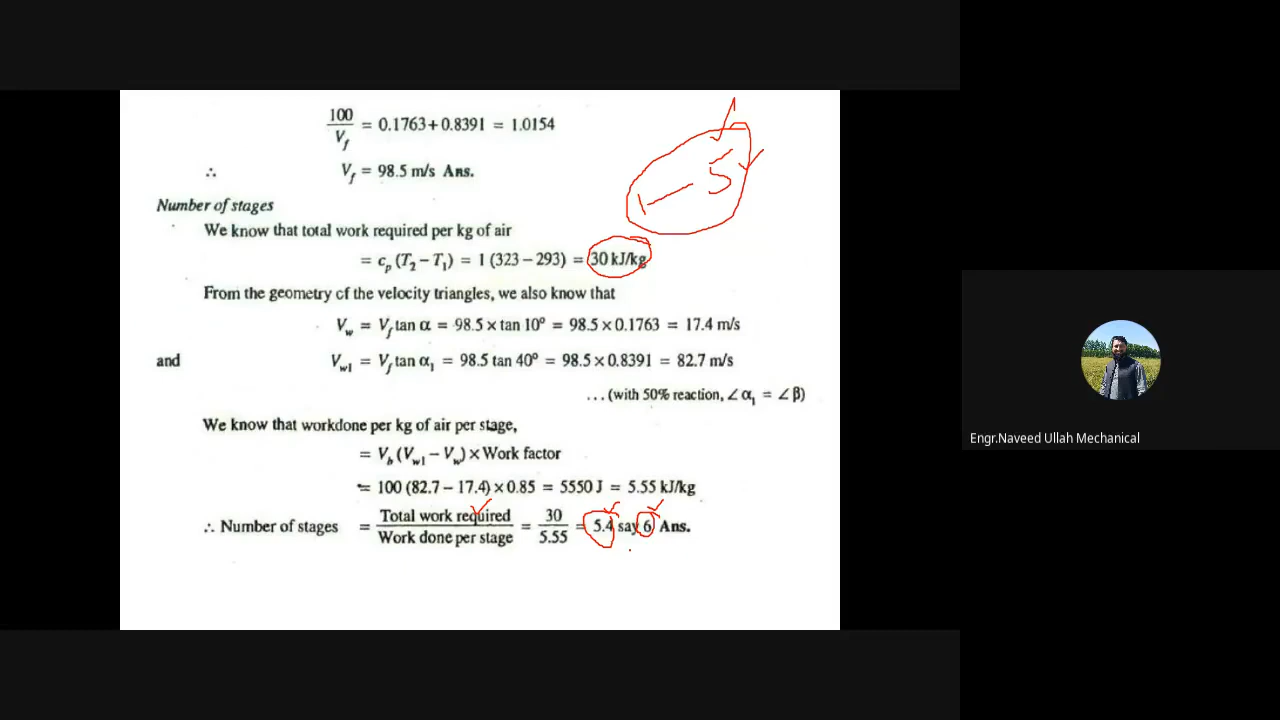 100
/ V_f = 0.1763 + 0.8391 = 1.0154
∴ V_f = 98.5 m/s Ans.
Number of stages
We know that total work required per kg of air
= c_p (T_2 − T_1) = 1 (323 − 293) = 30 kJ/kg
From the geometry of the velocity triangles, we also know that
V_w = V_f tan α = 98.5 × tan 10° = 98.5 × 0.1763 = 17.4 m/s
and V_w1 = V_f tan α_1 = 98.5 tan 40° = 98.5 × 0.8391 = 82.7 m/s
... (with 50% reaction, ∠ α_1 = ∠ β)
We know that workdone per kg of air per stage,
= V_b (V_w1 − V_w) × Work factor
= 100 (82.7 − 17.4) × 0.85 = 5550 J = 5.55 kJ/kg
∴ Number of stages = Total work required / Work done per stage = 30 / 5.55 = 5.4 say 6 Ans.
1 – 5
Engr.Naveed Ullah Mechanical